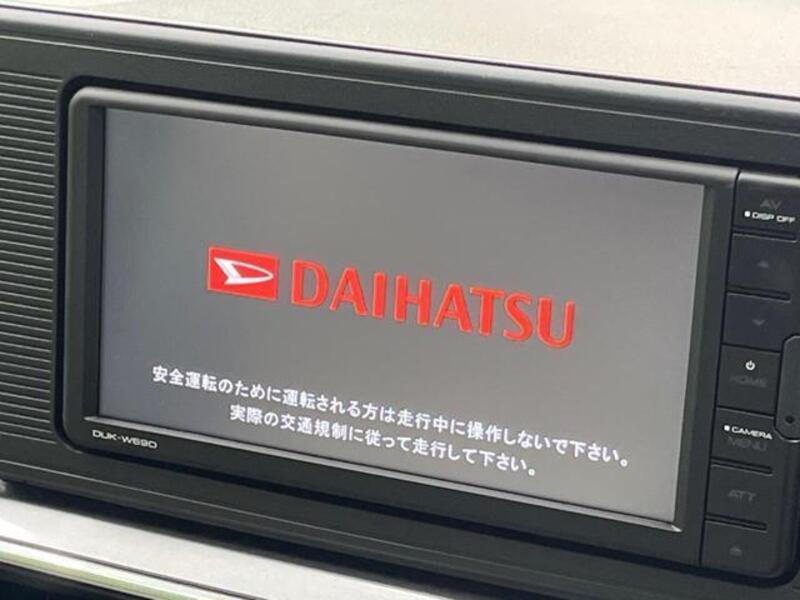 AV
DISP OFF
DAIHATSU
安全運転のために運転される方は走行中に操作しないで下さい。
実際の交通規制に従って走行して下さい。
HOME
CAMERA
MENU
ATT
DUK-W69D